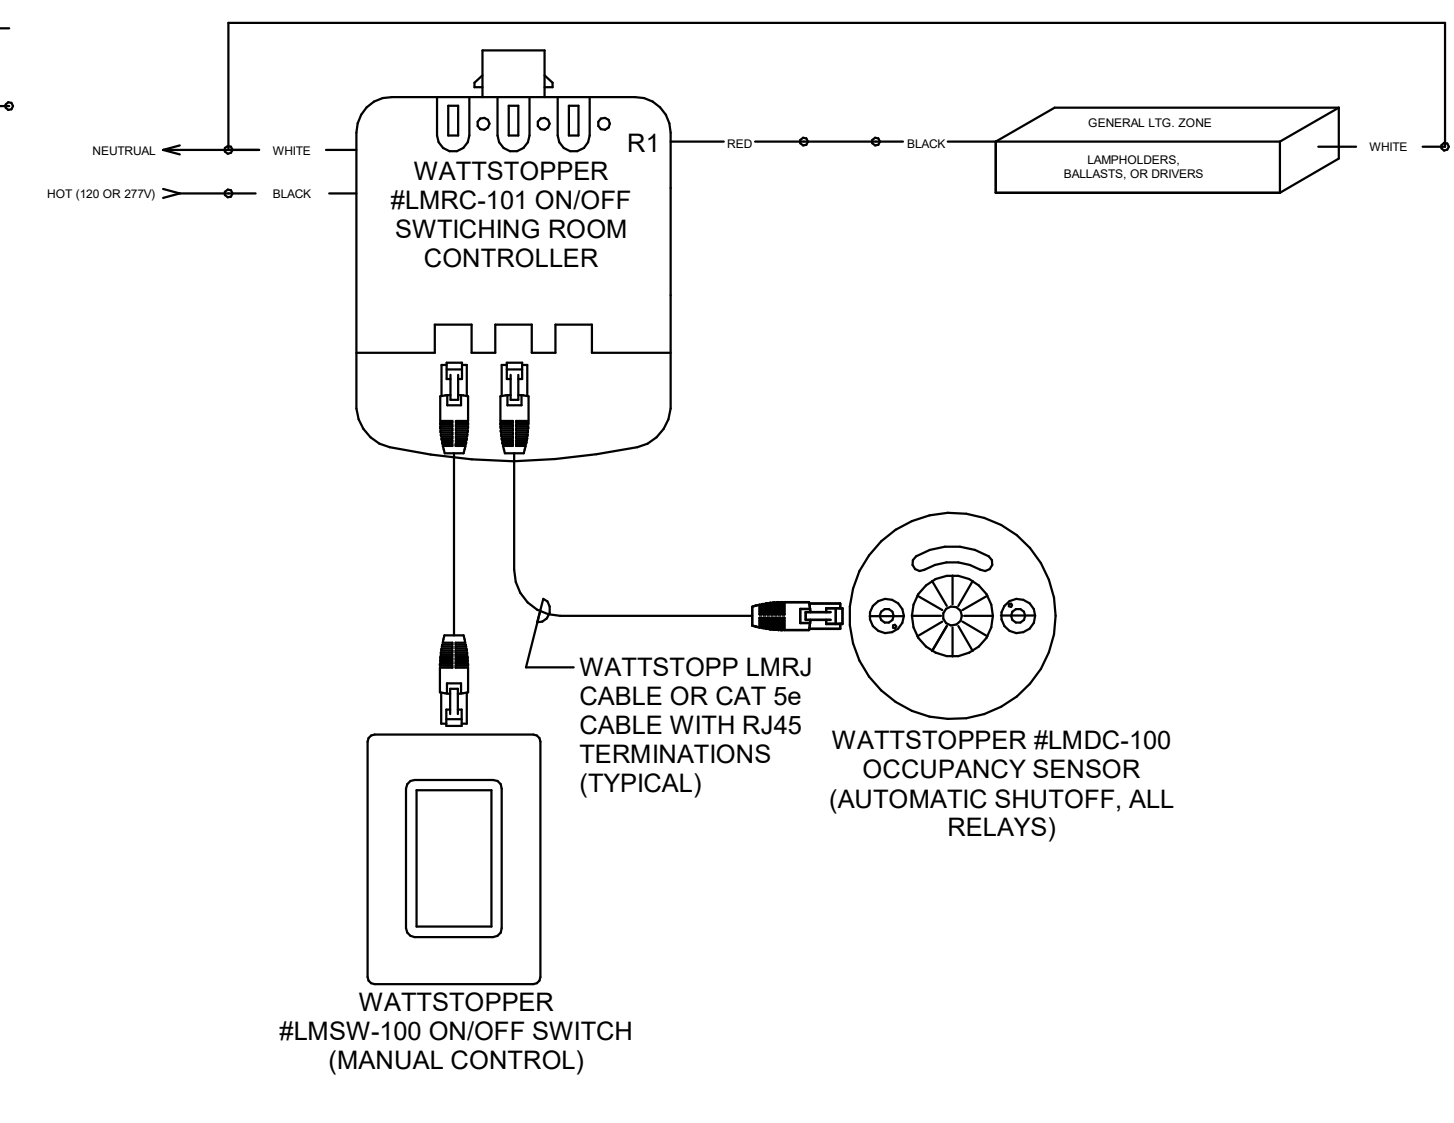 NEUTRUAL
WHITE
HOT (120 OR 277V)
BLACK
R1
WATTSTOPPER
#LMRC-101 ON/OFF
SWTICHING ROOM
CONTROLLER
RED
BLACK
GENERAL LTG. ZONE
LAMPHOLDERS,
BALLASTS, OR DRIVERS
WHITE
WATTSTOPP LMRJ
CABLE OR CAT 5e
CABLE WITH RJ45
TERMINATIONS
(TYPICAL)
WATTSTOPPER #LMDC-100
OCCUPANCY SENSOR
(AUTOMATIC SHUTOFF, ALL
RELAYS)
WATTSTOPPER
#LMSW-100 ON/OFF SWITCH
(MANUAL CONTROL)